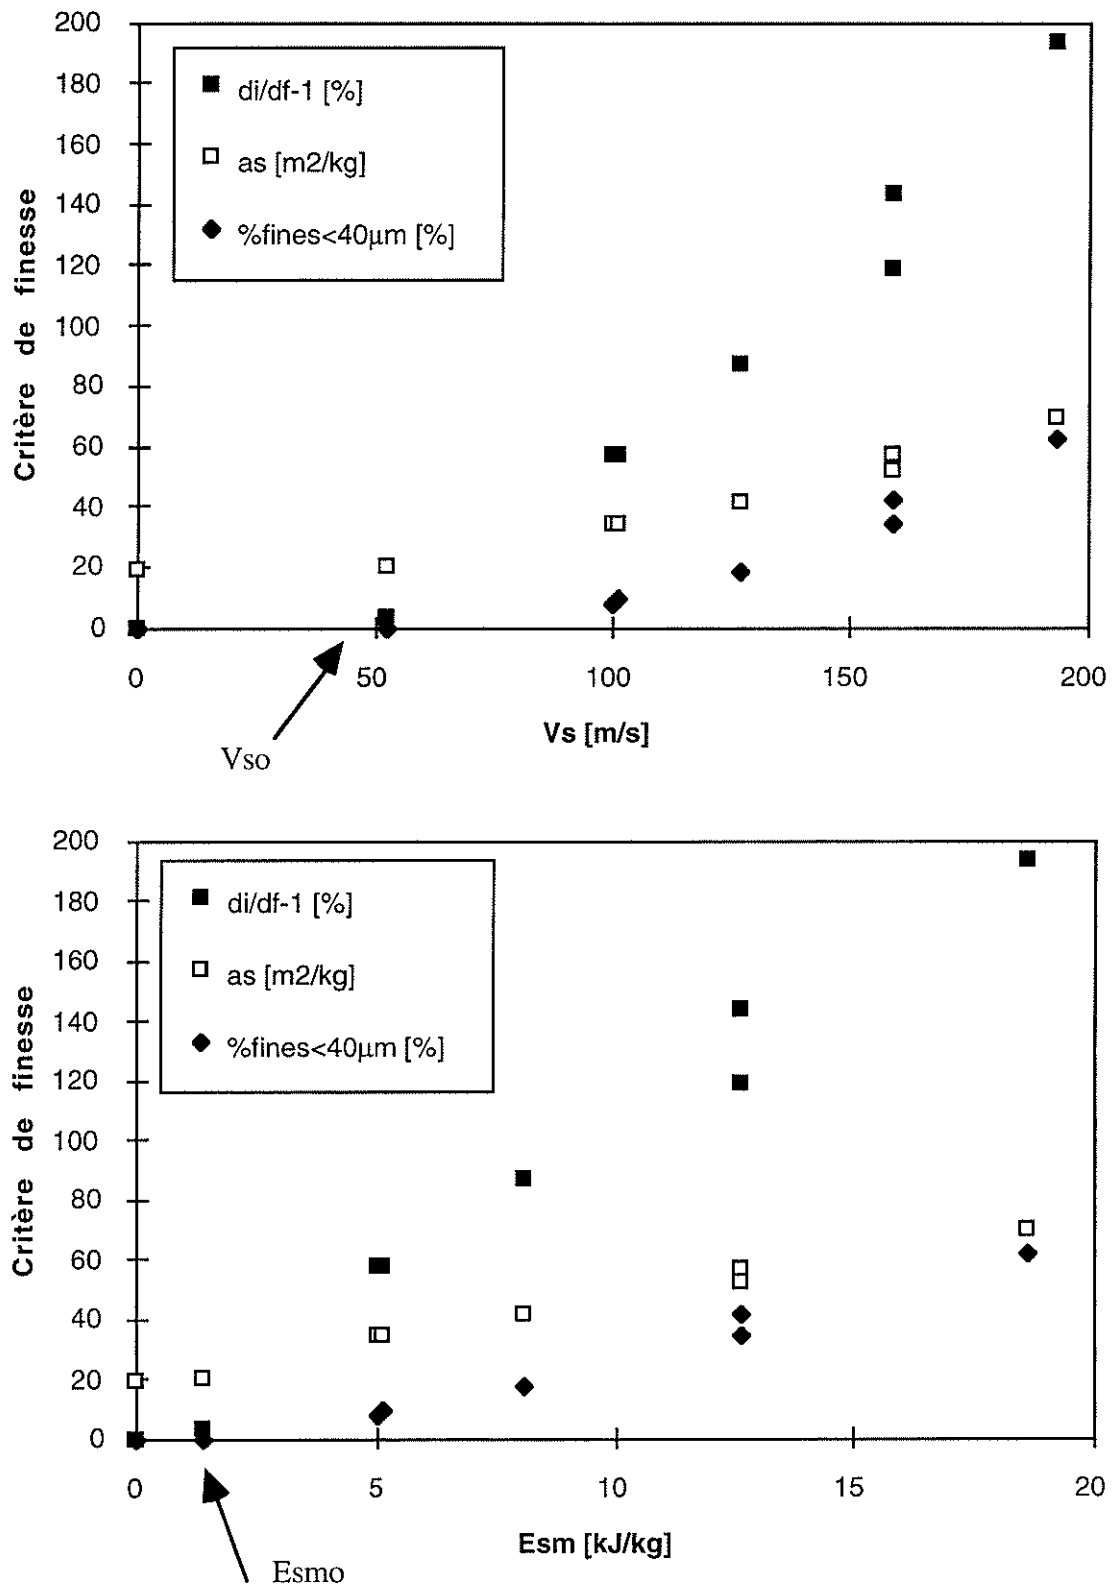 200
180
160
140
120
100
80
60
40
20
0
Critère de finesse
di/df-1 [%]
as [m2/kg]
%fines<40µm [%]
0 50 100 150 200
Vs [m/s]
Vso
200
180
160
140
120
100
80
60
40
20
0
Critère de finesse
di/df-1 [%]
as [m2/kg]
%fines<40µm [%]
0 5 10 15 20
Esm [kJ/kg]
Esmo